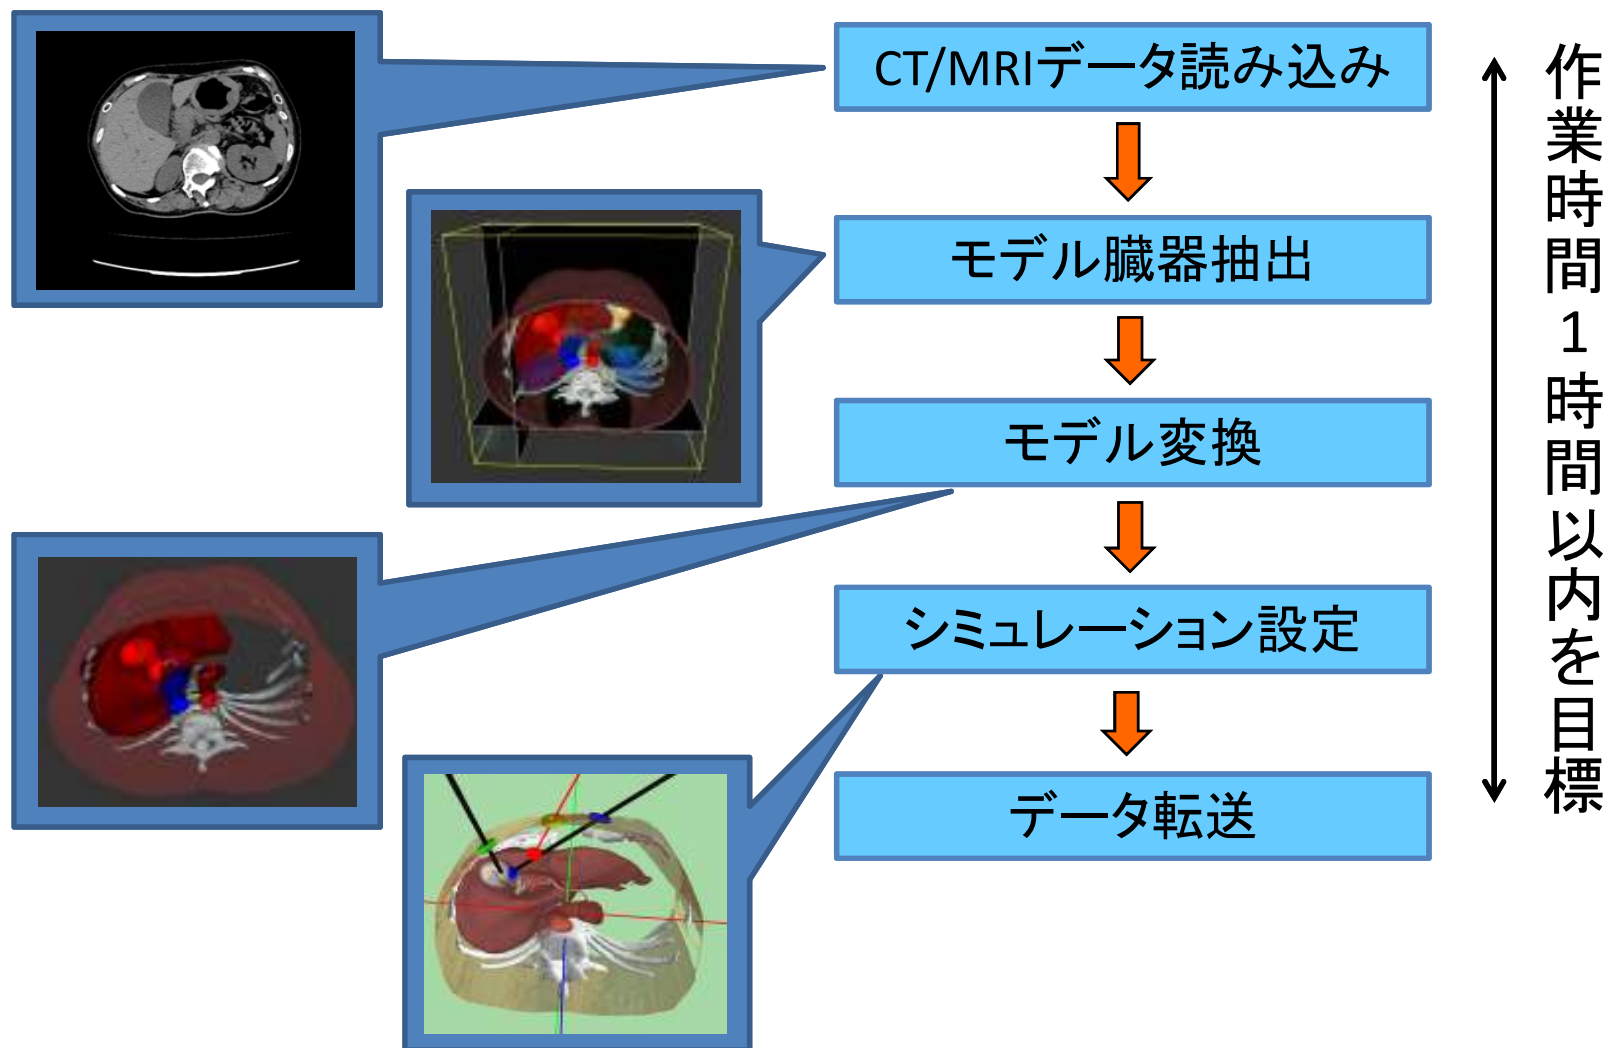 CT/MRIデータ読み込み
モデル臓器抽出
モデル変換
シミュレーション設定
データ転送
作業時間1時間以内を目標